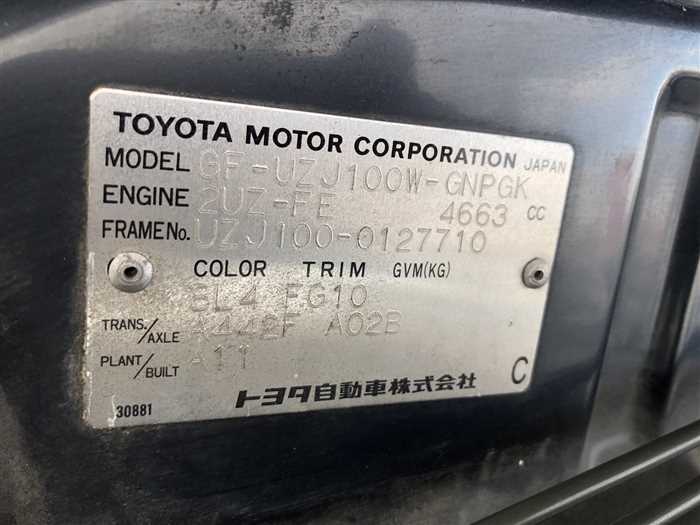 TOYOTA MOTOR CORPORATION JAPAN
MODEL GF-UZJ100W-GNPGK
ENGINE 2UZ-FE 4663 CC
FRAME No. UZJ100-0127710
COLOR TRIM GVM(KG)
6L4 FG10
TRANS./AXLE A442F A02B
PLANT/BUILT A11
トヨタ自動車株式会社 C
30881